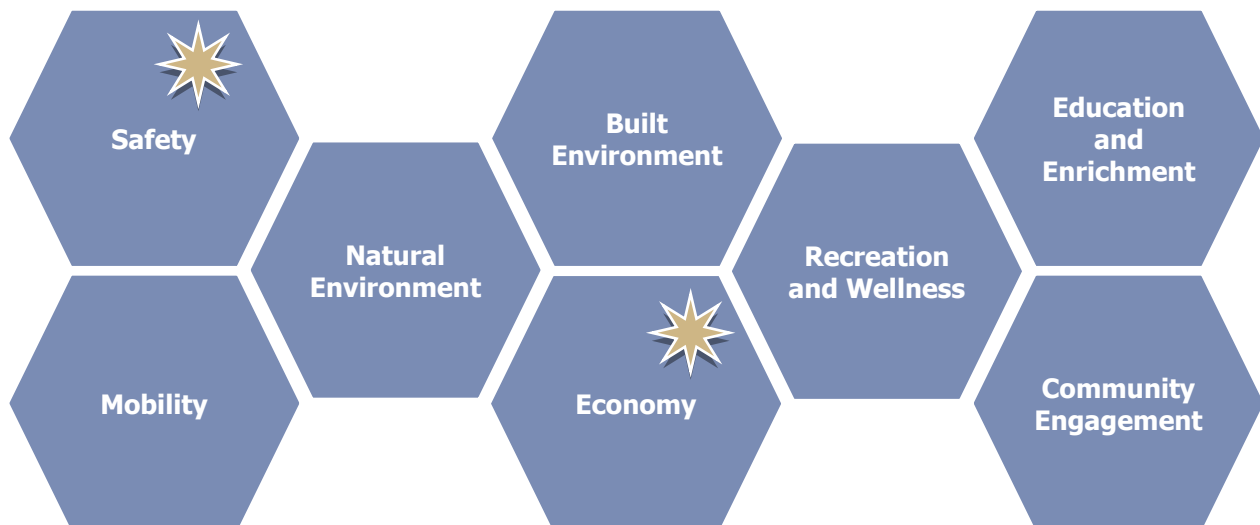 Safety
Built
Environment
Education
and
Enrichment
Natural
Environment
Recreation
and Wellness
Mobility
Economy
Community
Engagement